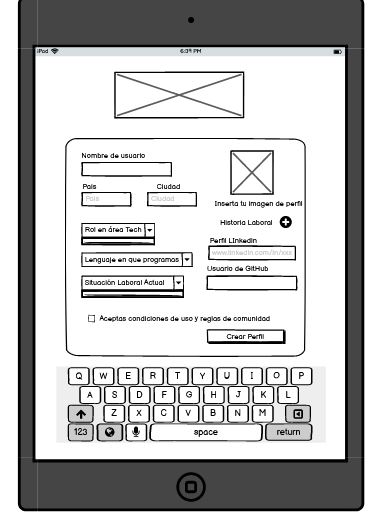 iPod 6:09 PM
Nombre de usuario
País Ciudad
País Ciudad
Inserta tu imagen de perfil
Historia Laboral
Rol en área Tech
Perfil Linkedin
www.linkedin.com/in/xxx
Lenguaje en que programas
Usuario de GitHub
Situación Laboral Actual
Aceptas condiciones de uso y reglas de comunidad
Crear Perfil
Q W E R T Y U I O P
A S D F G H J K L
Z X C V B N M
123 space return